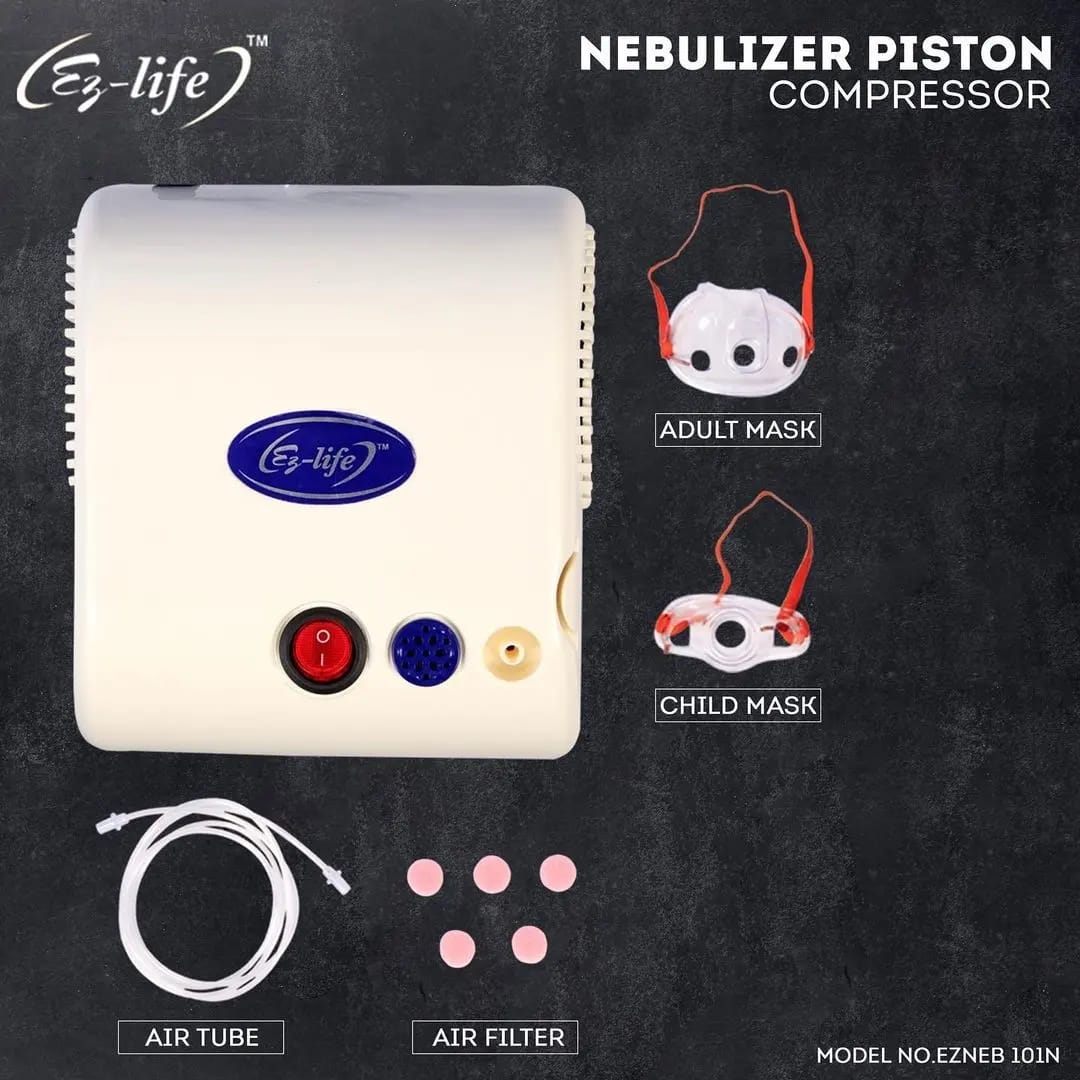 Ez-life™
NEBULIZER PISTON
COMPRESSOR
ADULT MASK
Ez-life™
O
I
CHILD MASK
AIR TUBE
AIR FILTER
MODEL NO.EZNEB 101N